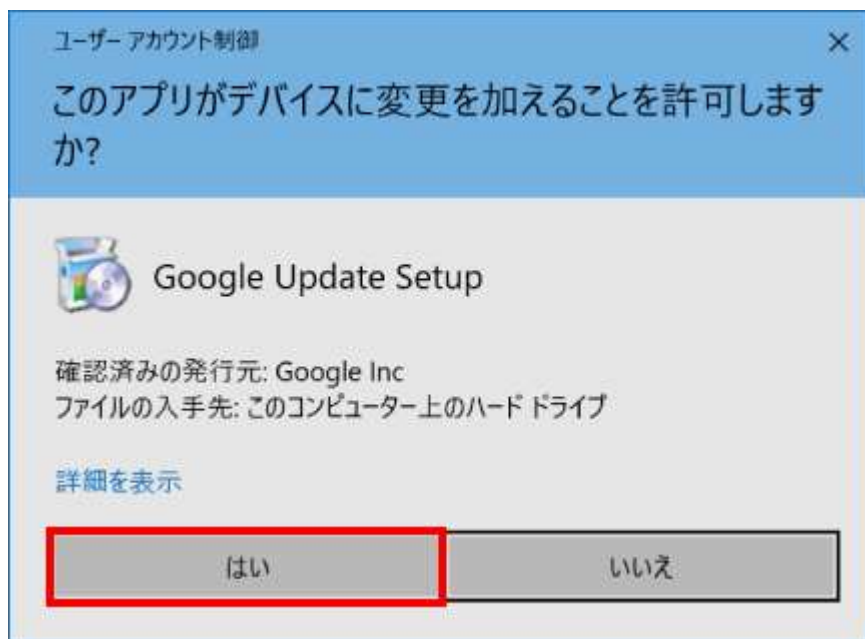 ユーザー アカウント制御
このアプリがデバイスに変更を加えることを許可します
か?
Google Update Setup
確認済みの発行元: Google Inc
ファイルの入手先: このコンピューター上のハード ドライブ
詳細を表示
はい いいえ